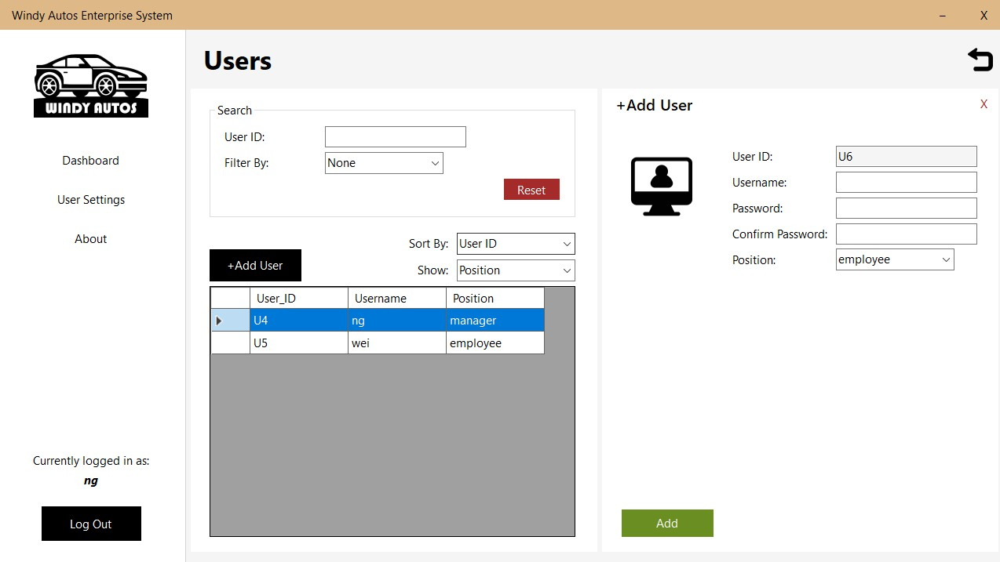 Windy Autos Enterprise System
– X
WINDY AUTOS
Dashboard
User Settings
About
Currently logged in as:
ng
Log Out
Users
Search
User ID:
Filter By: None
Reset
+Add User
Sort By: User ID
Show: Position
User_ID Username Position
U4 ng manager
U5 wei employee
+Add User X
User ID: U6
Username:
Password:
Confirm Password:
Position: employee
Add